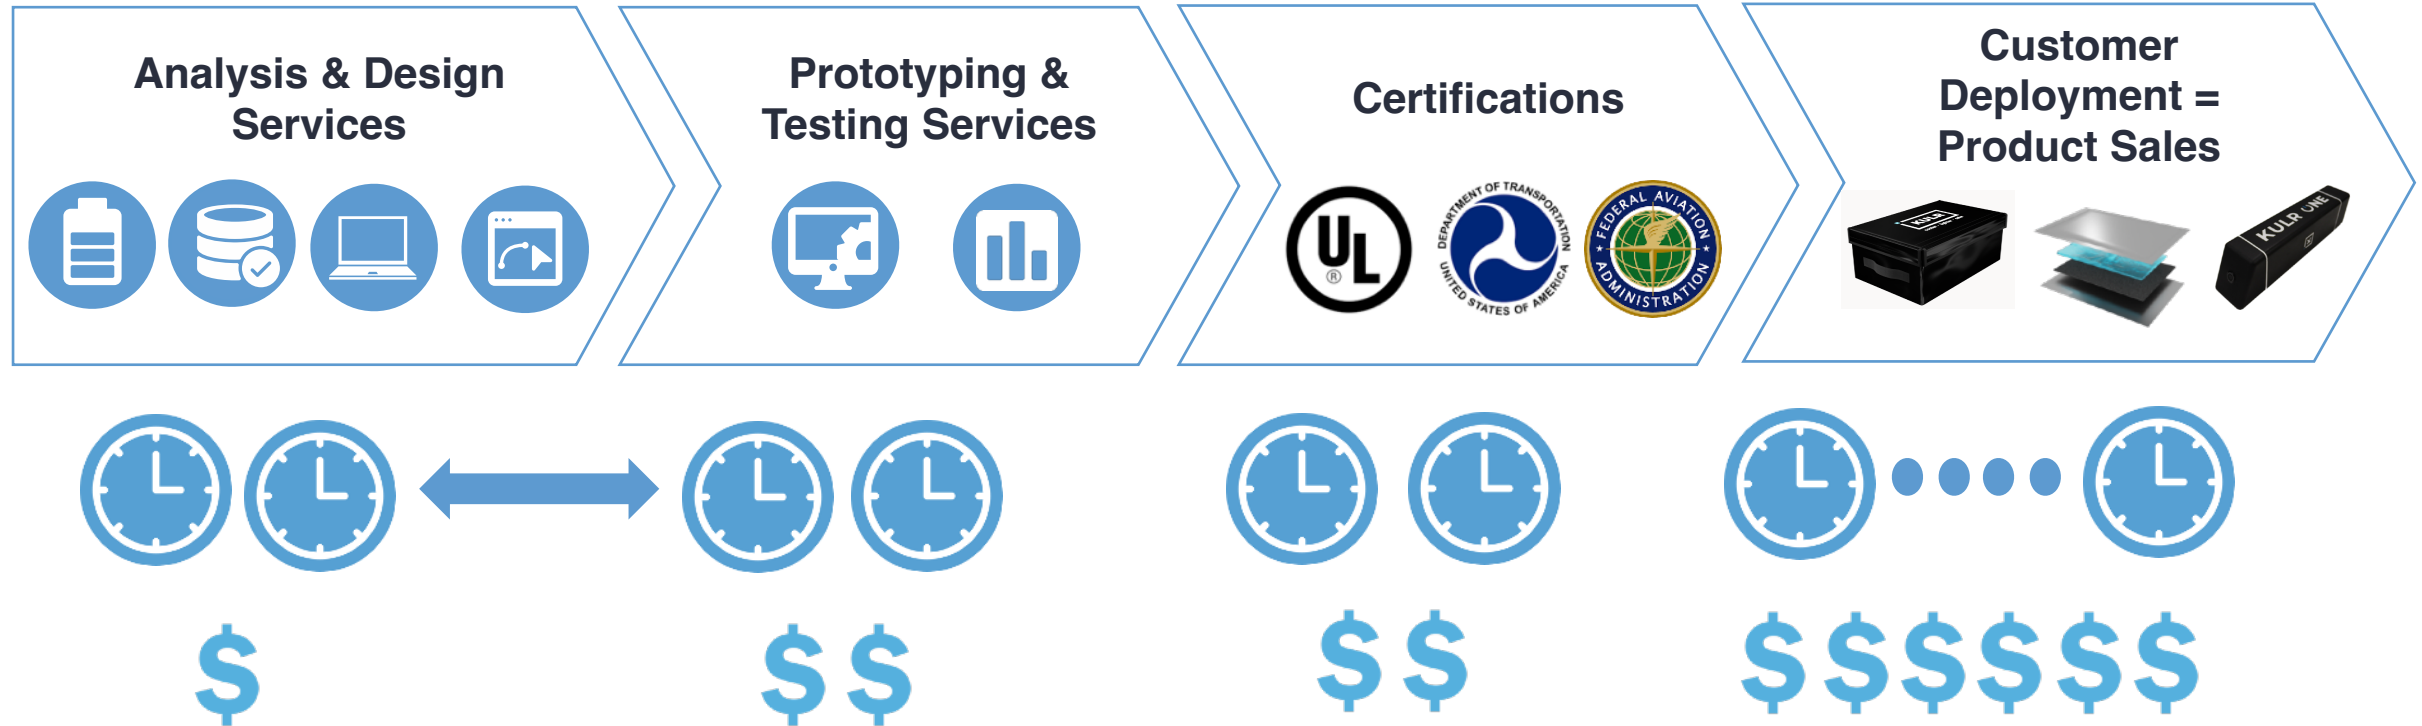 Analysis & Design
Services
Prototyping &
Testing Services
Certifications
Customer
Deployment =
Product Sales
UL
®
DEPARTMENT OF TRANSPORTATION
UNITED STATES OF AMERICA
FEDERAL AVIATION
ADMINISTRATION
KULR
KULR ONE
$
$ $
$ $
$ $ $ $ $ $